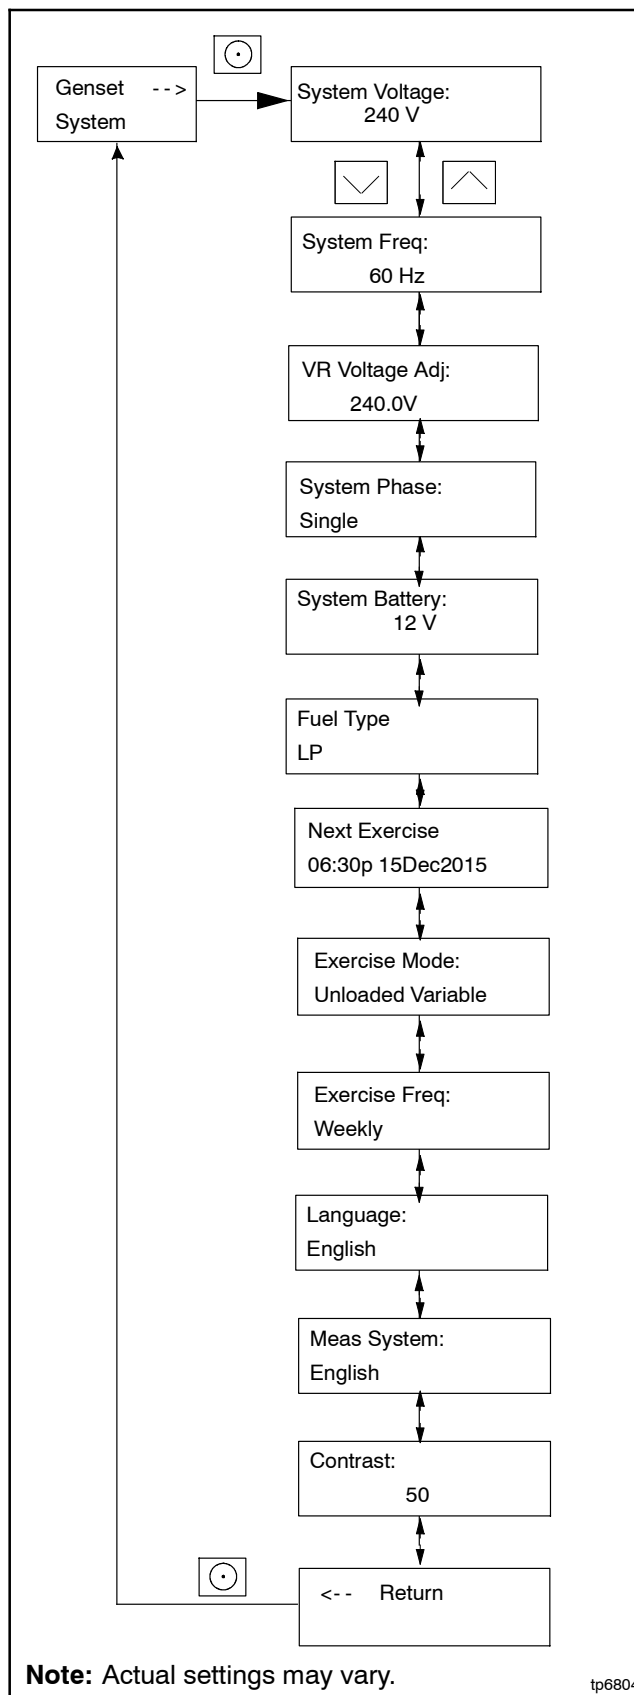 Genset -->
System
System Voltage:
240 V
System Freq:
60 Hz
VR Voltage Adj:
240.0V
System Phase:
Single
System Battery:
12 V
Fuel Type
LP
Next Exercise
06:30p 15Dec2015
Exercise Mode:
Unloaded Variable
Exercise Freq:
Weekly
Language:
English
Meas System:
English
Contrast:
50
<-- Return
Note: Actual settings may vary.
tp6804